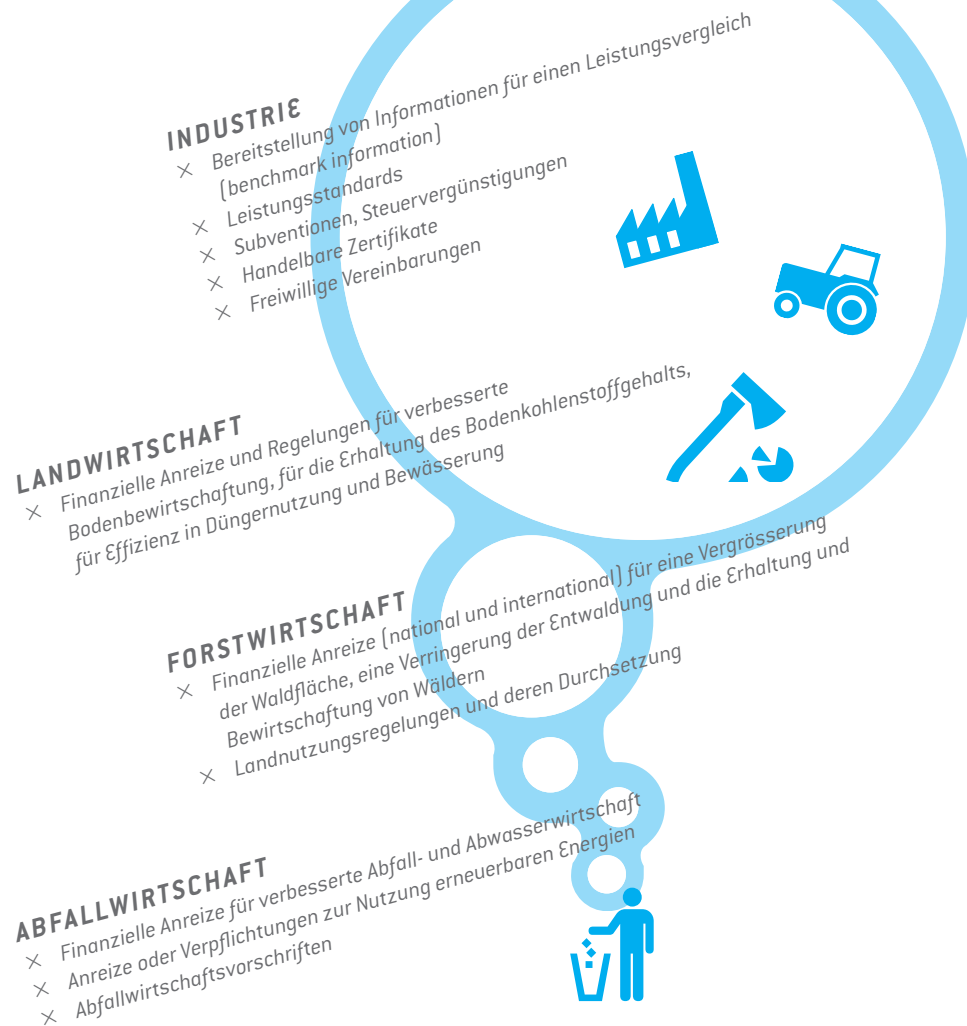 INDUSTRIE
× Bereitstellung von Informationen für einen Leistungsvergleich
(benchmark information)
× Leistungsstandards
× Subventionen, Steuervergünstigungen
× Handelbare Zertifikate
× Freiwillige Vereinbarungen
LANDWIRTSCHAFT
× Finanzielle Anreize und Regelungen für verbesserte
Bodenbewirtschaftung, für die Erhaltung des Bodenkohlenstoffgehalts,
für Effizienz in Düngernutzung und Bewässerung
FORSTWIRTSCHAFT
× Finanzielle Anreize (national und international) für eine Vergrösserung
der Waldfläche, eine Verringerung der Entwaldung und die Erhaltung und
Bewirtschaftung von Wäldern
× Landnutzungsregelungen und deren Durchsetzung
ABFALLWIRTSCHAFT
× Finanzielle Anreize für verbesserte Abfall- und Abwasserwirtschaft
× Anreize oder Verpflichtungen zur Nutzung erneuerbaren Energien
× Abfallwirtschaftsvorschriften